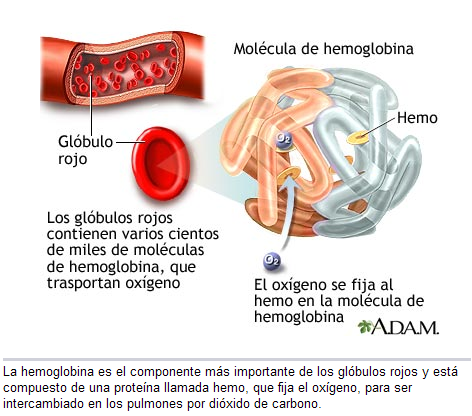 Molécula de hemoglobina
Hemo
Glóbulo
rojo
O2
Los glóbulos rojos
contienen varios cientos
de miles de moléculas
de hemoglobina, que
trasportan oxígeno
O2
El oxígeno se fija al
hemo en la molécula de
hemoglobina
A.D.A.M.
La hemoglobina es el componente más importante de los glóbulos rojos y está
compuesto de una proteína llamada hemo, que fija el oxígeno, para ser
intercambiado en los pulmones por dióxido de carbono.